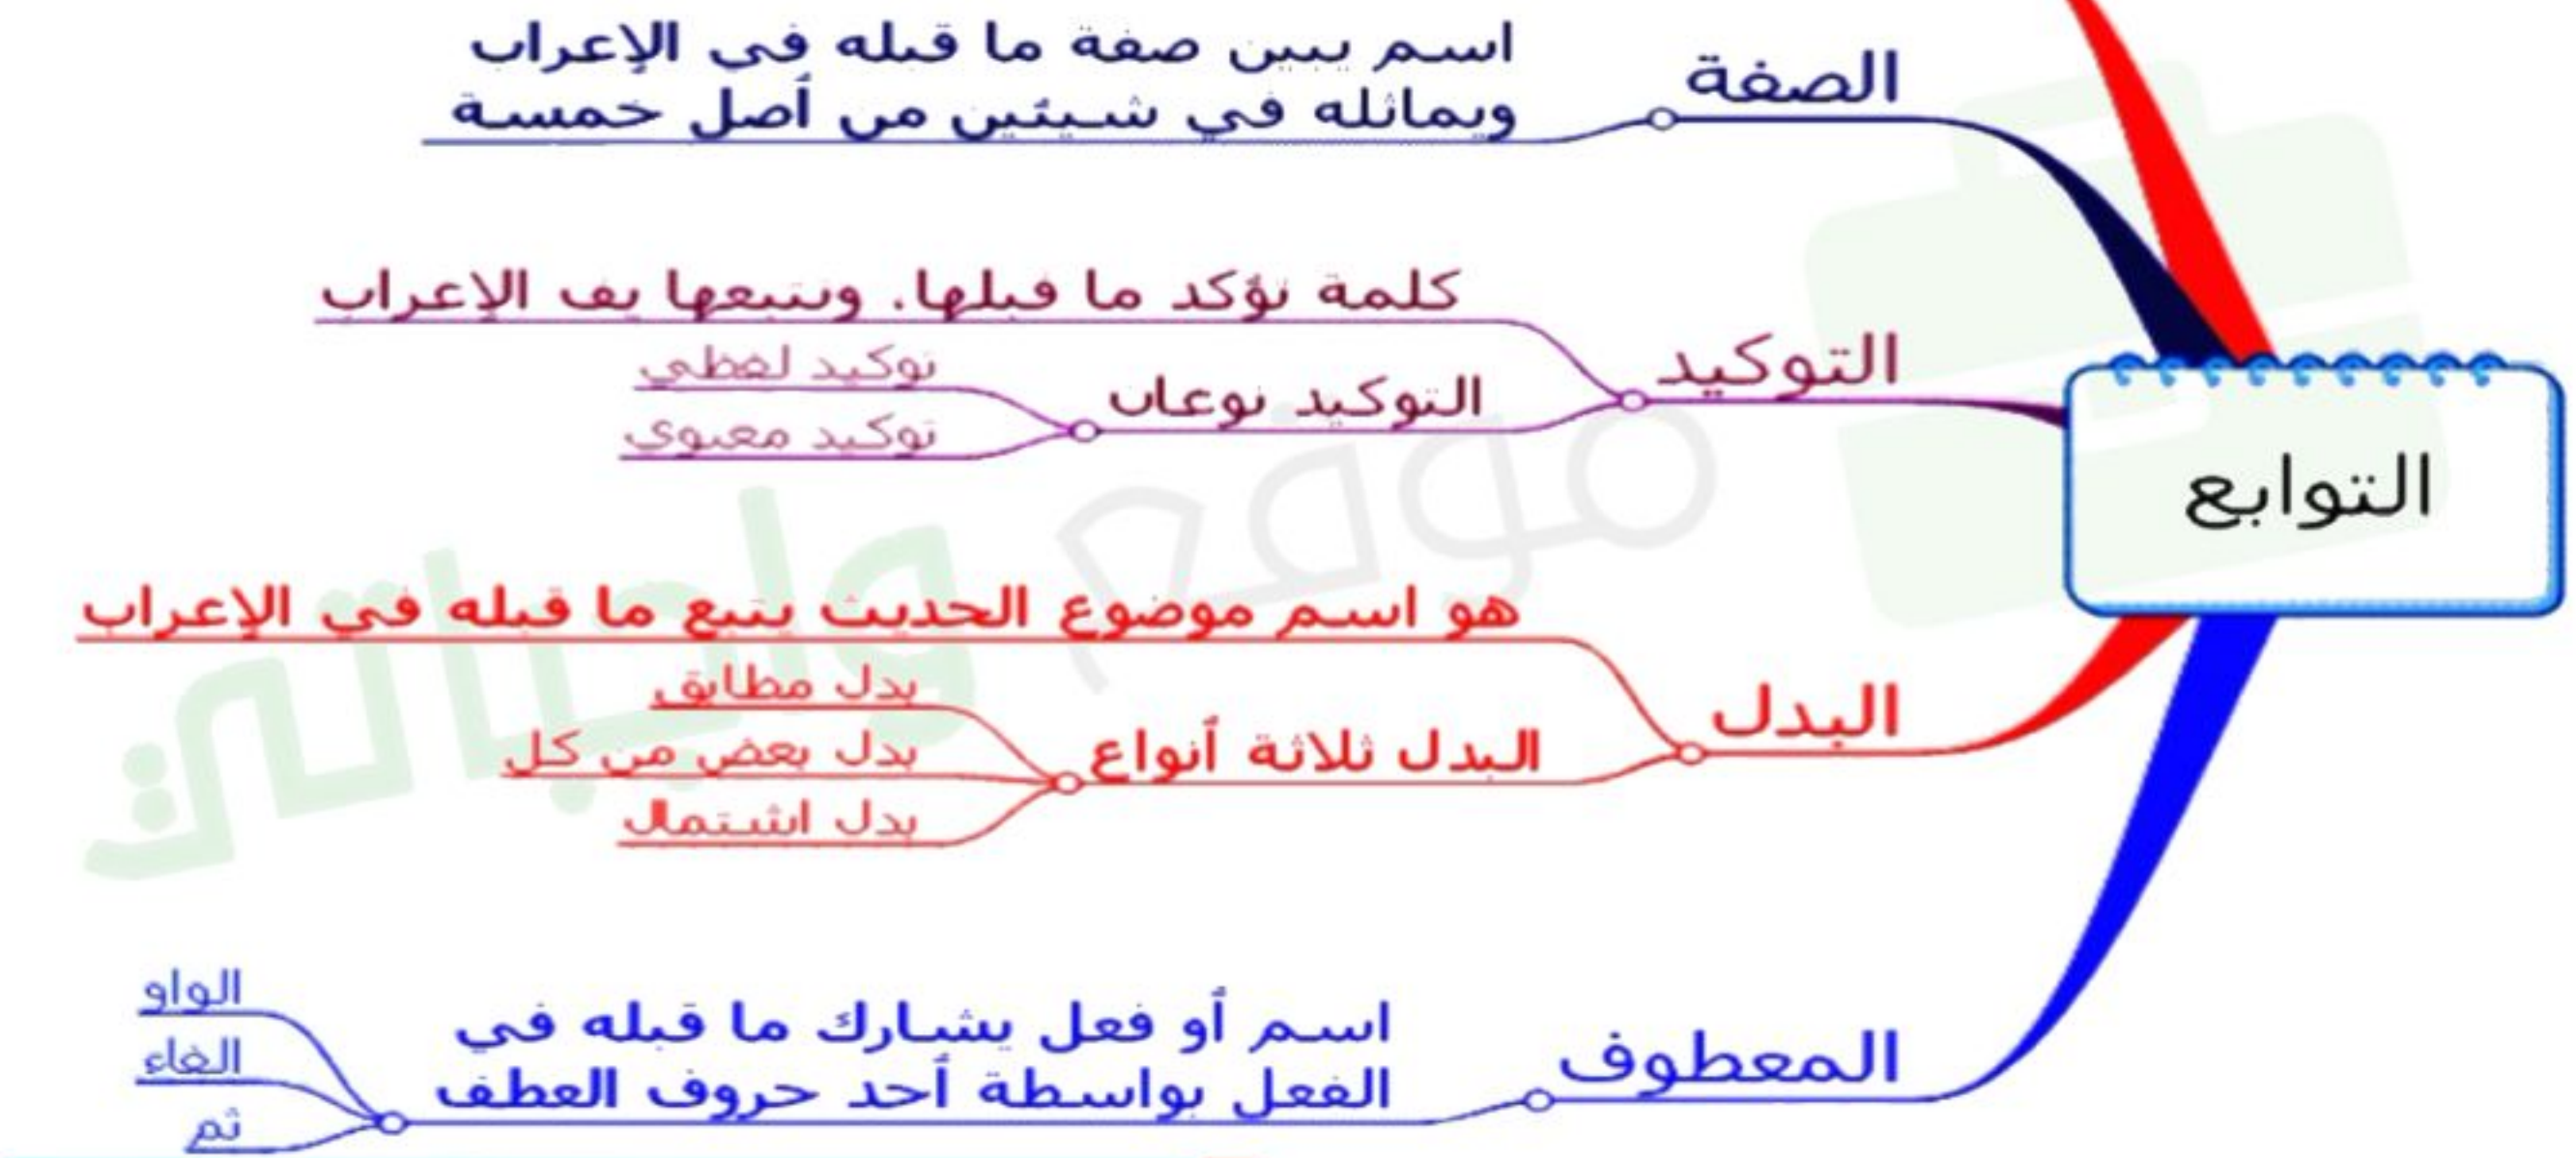 التوابع
الصفة
اسم يبين صفة ما قبله في الإعراب
ويماثله في شيئين من أصل خمسة
التوكيد
كلمة تؤكد ما قبلها، وتتبعها يف الإعراب
التوكيد نوعان
توكيد لفظي
توكيد معنوي
البدل
هو اسم موضوع الحديث يتبع ما قبله في الإعراب
البدل ثلاثة أنواع
بدل مطابق
بدل بعض من كل
بدل اشتمال
المعطوف
اسم أو فعل يشارك ما قبله في
الفعل بواسطة أحد حروف العطف
الواو
الفاء
ثم
موقع واجباتي